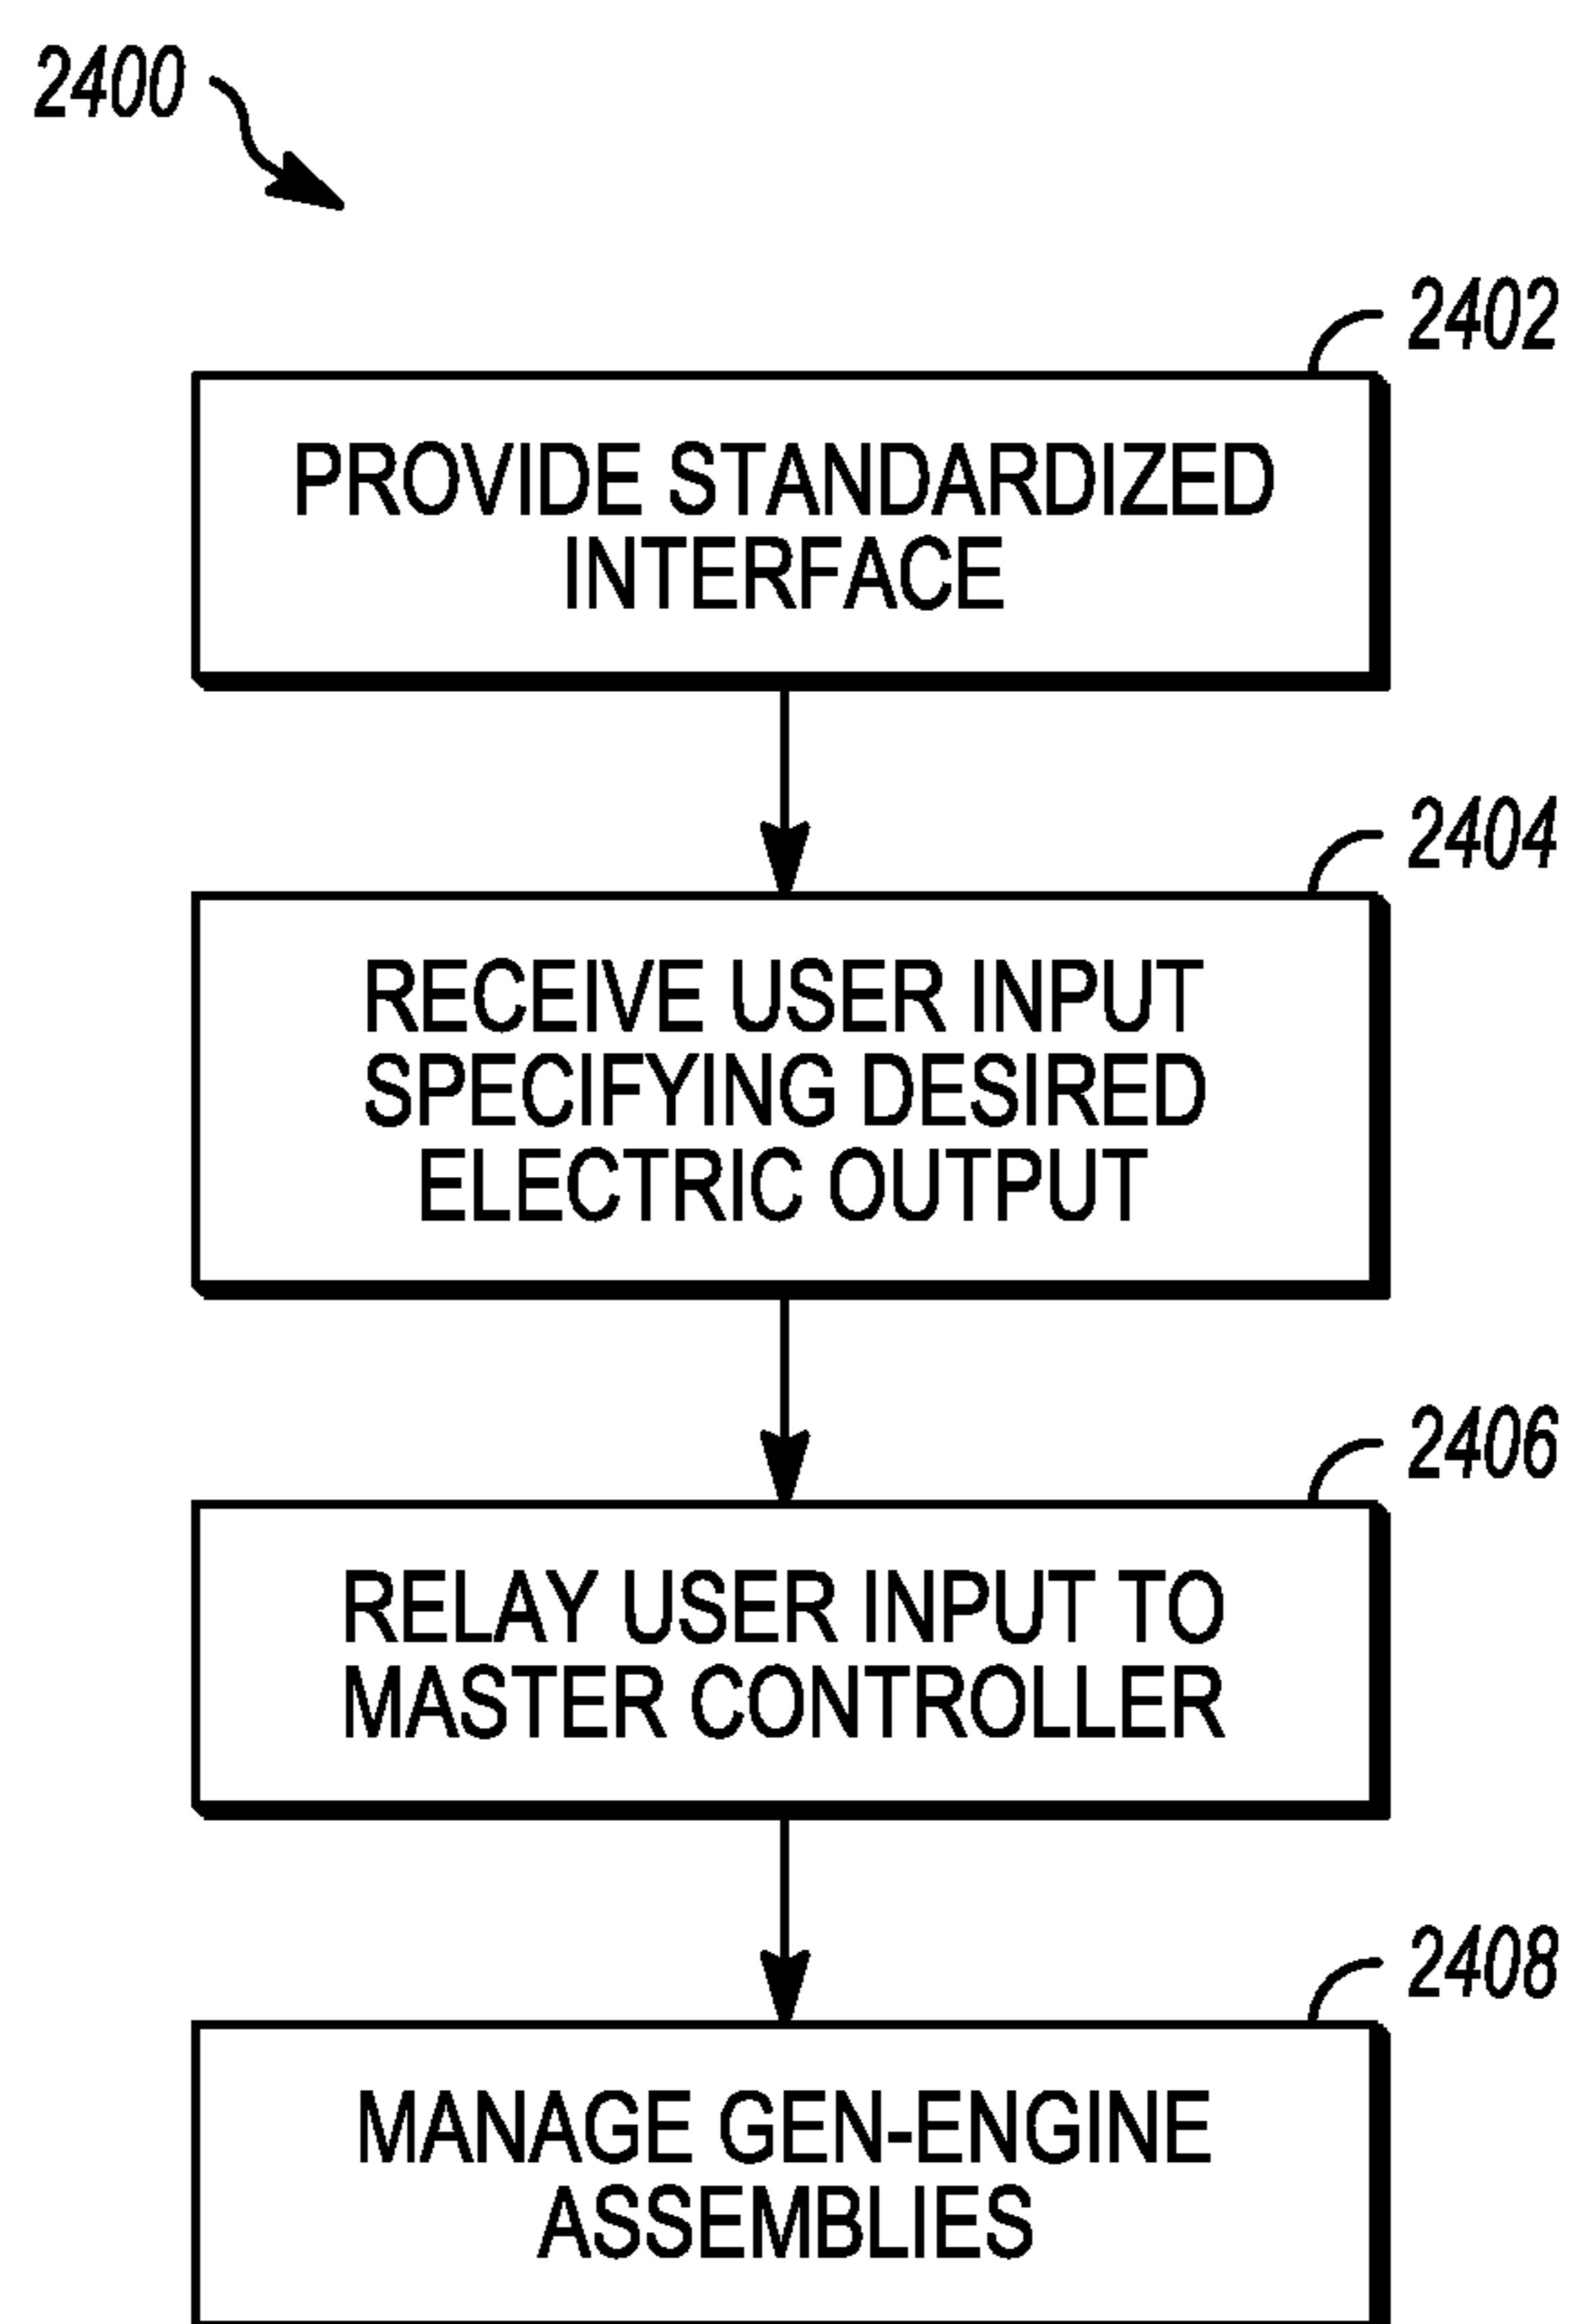 2400
2402
PROVIDE STANDARDIZED
INTERFACE
2404
RECEIVE USER INPUT
SPECIFYING DESIRED
ELECTRIC OUTPUT
2406
RELAY USER INPUT TO
MASTER CONTROLLER
2408
MANAGE GEN-ENGINE
ASSEMBLIES